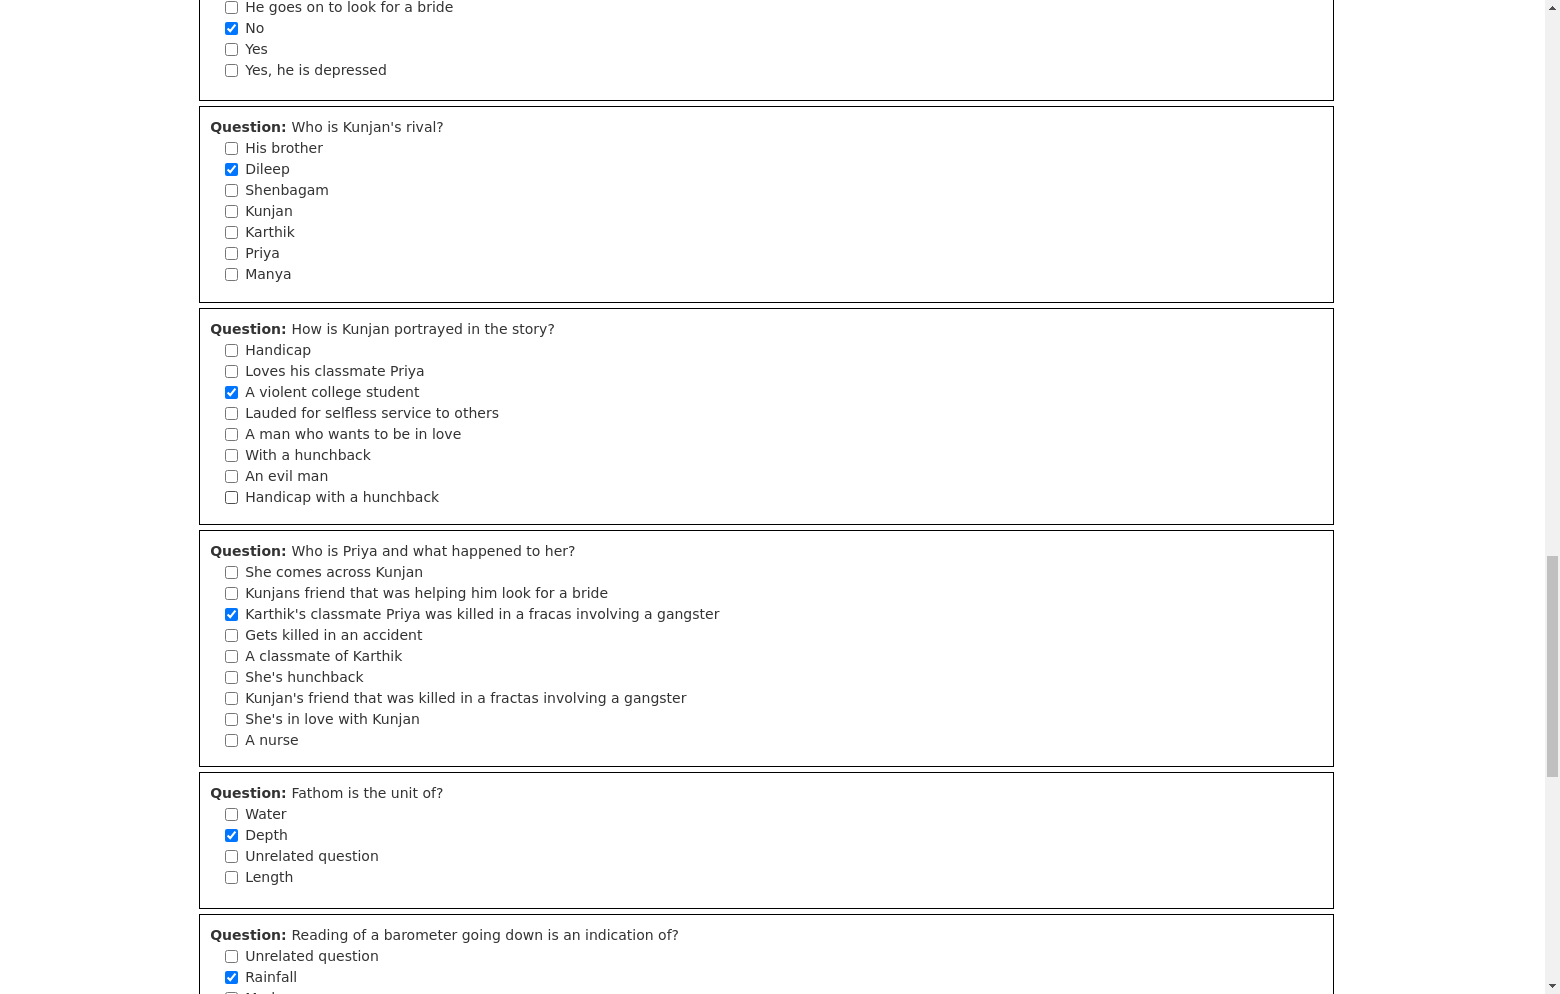 He goes on to look for a bride
No
Yes
Yes, he is depressed
Question: Who is Kunjan's rival?
His brother
Dileep
Shenbagam
Kunjan
Karthik
Priya
Manya
Question: How is Kunjan portrayed in the story?
Handicap
Loves his classmate Priya
A violent college student
Lauded for selfless service to others
A man who wants to be in love
With a hunchback
An evil man
Handicap with a hunchback
Question: Who is Priya and what happened to her?
She comes across Kunjan
Kunjans friend that was helping him look for a bride
Karthik's classmate Priya was killed in a fracas involving a gangster
Gets killed in an accident
A classmate of Karthik
She's hunchback
Kunjan's friend that was killed in a fractas involving a gangster
She's in love with Kunjan
A nurse
Question: Fathom is the unit of?
Water
Depth
Unrelated question
Length
Question: Reading of a barometer going down is an indication of?
Unrelated question
Rainfall